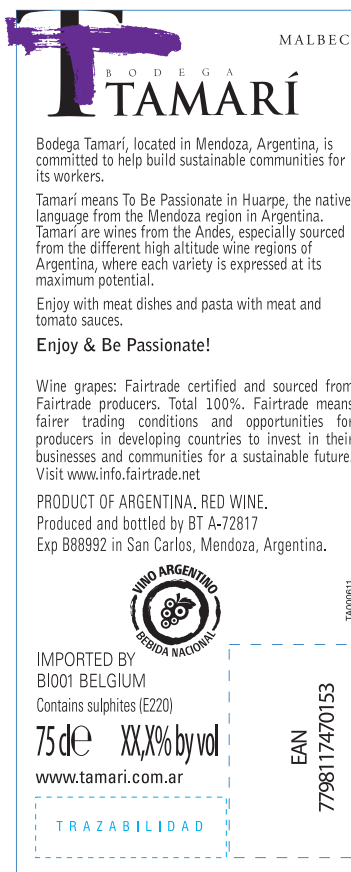 MALBEC
BODEGA
TTAMARÍ
Bodega Tamarí, located in Mendoza, Argentina, is
committed to help build sustainable communities for
its workers.
Tamarí means To Be Passionate in Huarpe, the native
language from the Mendoza region in Argentina.
Tamarí are wines from the Andes, especially sourced
from the different high altitude wine regions of
Argentina, where each variety is expressed at its
maximum potential.
Enjoy with meat dishes and pasta with meat and
tomato sauces.
Enjoy & Be Passionate!
Wine grapes: Fairtrade certified and sourced from
Fairtrade producers. Total 100%. Fairtrade means
fairer trading conditions and opportunities for
producers in developing countries to invest in their
businesses and communities for a sustainable future.
Visit www.info.fairtrade.net
PRODUCT OF ARGENTINA. RED WINE.
Produced and bottled by BT A-72817
Exp B88992 in San Carlos, Mendoza, Argentina.
VINO ARGENTINO
BEBIDA NACIONAL
TA000611
IMPORTED BY
BI001 BELGIUM
Contains sulphites (E220)
75 cl e XX,X% by vol
www.tamari.com.ar
TRAZABILIDAD
EAN
7798117470153